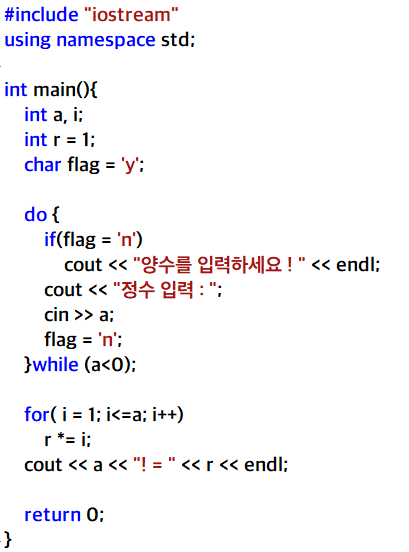 #include "iostream"
using namespace std;
int main(){
int a, i;
int r = 1;
char flag = 'y';
do {
if(flag = 'n')
cout << "양수를 입력하세요 ! " << endl;
cout << "정수 입력 : ";
cin >> a;
flag = 'n';
}while (a<0);
for( i = 1; i<=a; i++)
r *= i;
cout << a << "! = " << r << endl;
return 0;
}